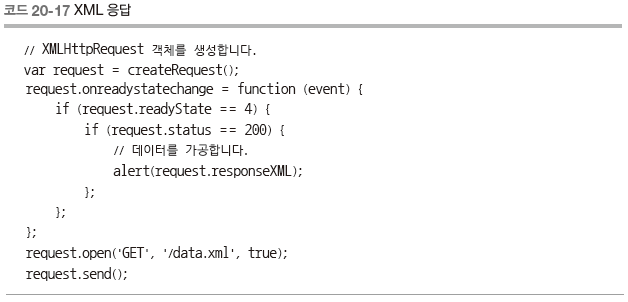 코드 20-17 XML 응답
// XMLHttpRequest 객체를 생성합니다.
var request = createRequest();
request.onreadystatechange = function (event) {
if (request.readyState == 4) {
if (request.status == 200) {
// 데이터를 가공합니다.
alert(request.responseXML);
};
};
};
request.open('GET', '/data.xml', true);
request.send();